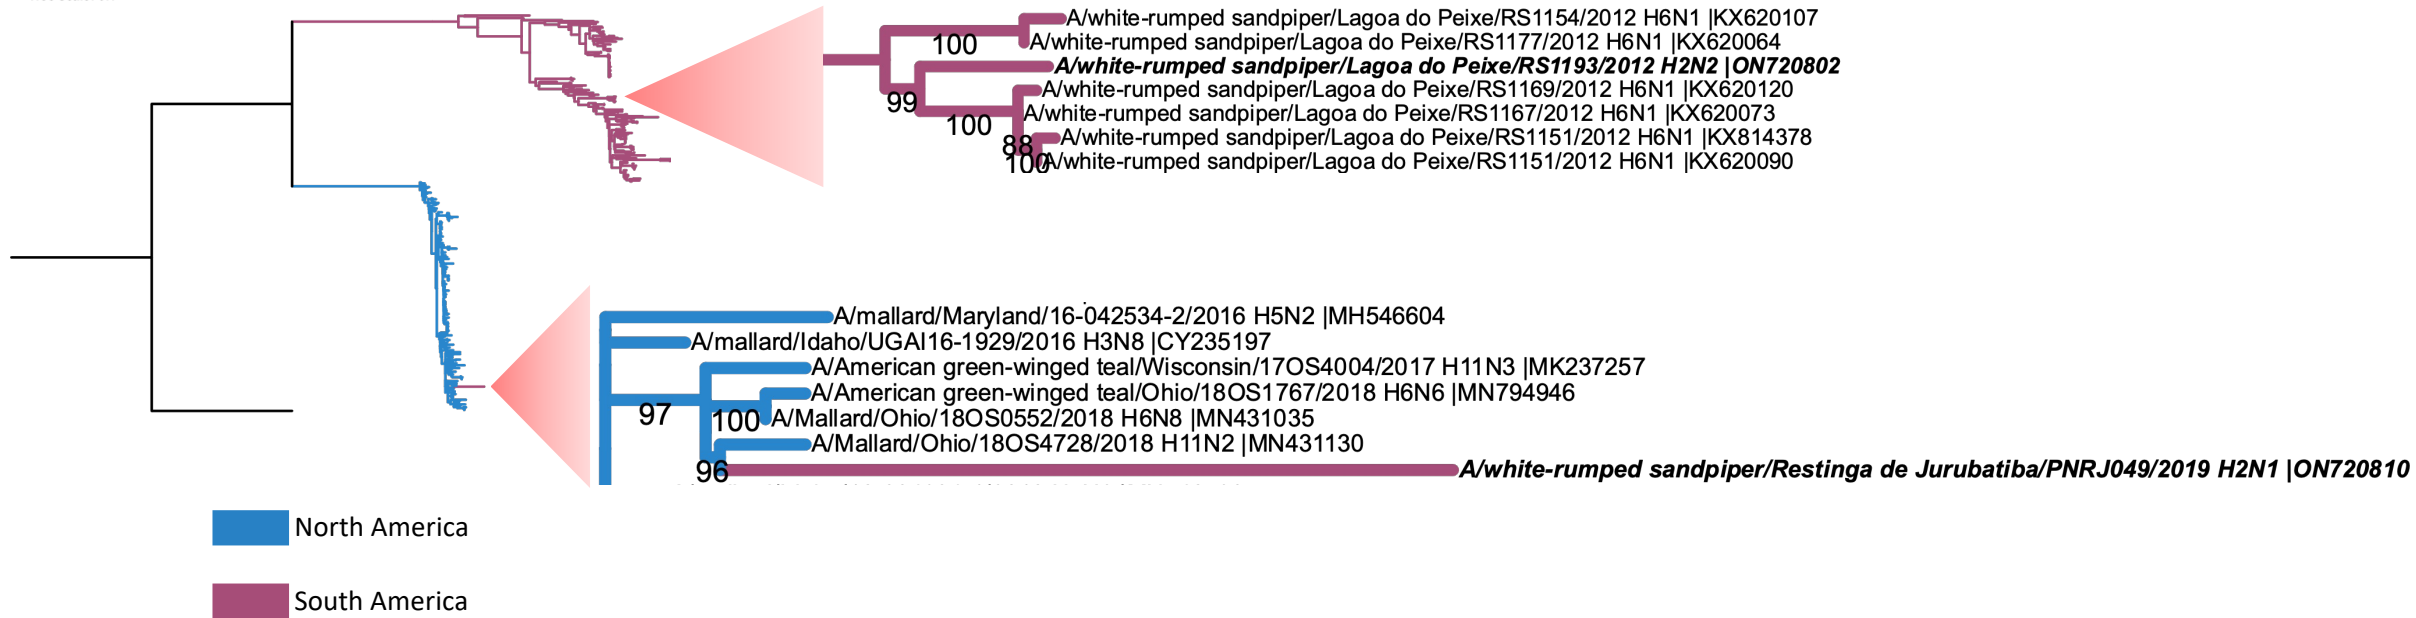 A/white-rumped sandpiper/Lagoa do Peixe/RS1154/2012 H6N1 |KX620107
100
A/white-rumped sandpiper/Lagoa do Peixe/RS1177/2012 H6N1 |KX620064
A/white-rumped sandpiper/Lagoa do Peixe/RS1193/2012 H2N2 |ON720802
99
A/white-rumped sandpiper/Lagoa do Peixe/RS1169/2012 H6N1 |KX620120
A/white-rumped sandpiper/Lagoa do Peixe/RS1167/2012 H6N1 |KX620073
100
A/white-rumped sandpiper/Lagoa do Peixe/RS1151/2012 H6N1 |KX814378
88
A/white-rumped sandpiper/Lagoa do Peixe/RS1151/2012 H6N1 |KX620090
100
A/mallard/Maryland/16-042534-2/2016 H5N2 |MH546604
A/mallard/Idaho/UGAI16-1929/2016 H3N8 |CY235197
A/American green-winged teal/Wisconsin/17OS4004/2017 H11N3 |MK237257
A/American green-winged teal/Ohio/18OS1767/2018 H6N6 |MN794946
97
100
A/Mallard/Ohio/18OS0552/2018 H6N8 |MN431035
A/Mallard/Ohio/18OS4728/2018 H11N2 |MN431130
96
A/white-rumped sandpiper/Restinga de Jurubatiba/PNRJ049/2019 H2N1 |ON720810
North America
South America